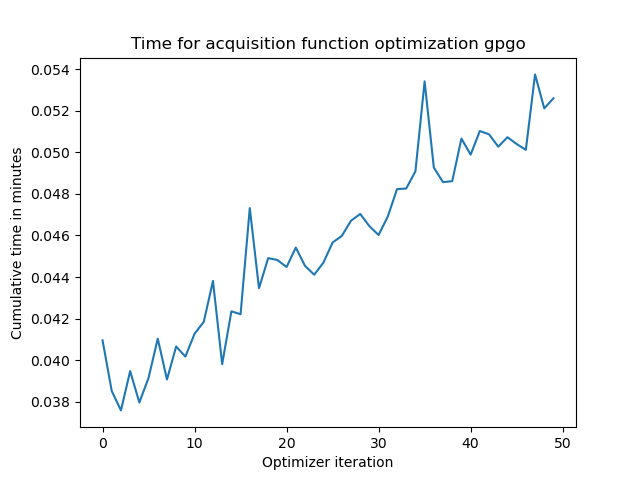 Time for acquisition function optimization gpgo
Cumulative time in minutes
0.054
0.052
0.050
0.048
0.046
0.044
0.042
0.040
0.038
0 10 20 30 40 50
Optimizer iteration